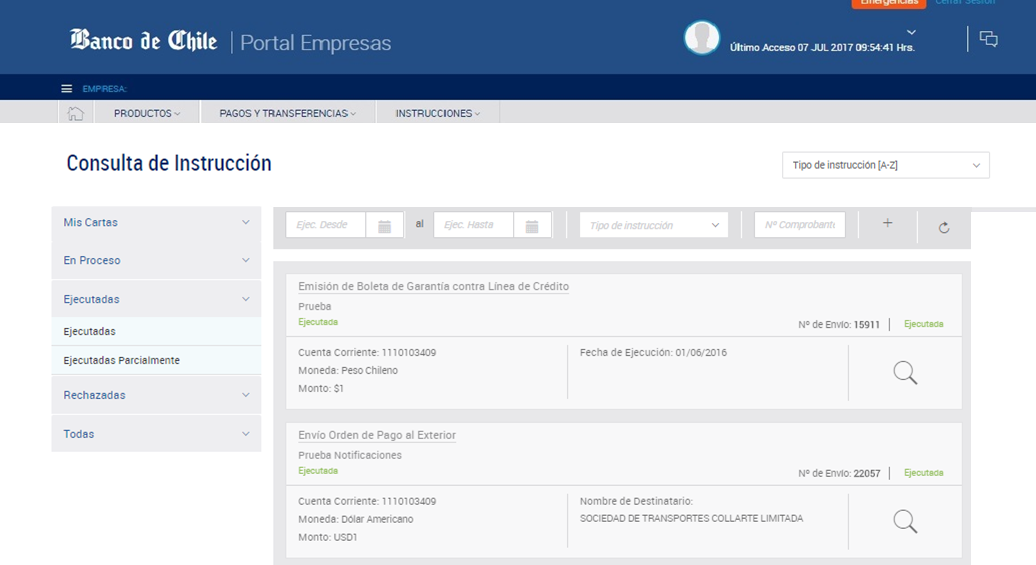 Emergencias
Cerrar Sesión
Banco de Chile | Portal Empresas
Último Acceso 07 JUL 2017 09:54:41 Hrs.
EMPRESA:
PRODUCTOS
PAGOS Y TRANSFERENCIAS
INSTRUCCIONES
Consulta de Instrucción
Tipo de instrucción [A-Z]
Mis Cartas
En Proceso
Ejecutadas
Ejecutadas
Ejecutadas Parcialmente
Rechazadas
Todas
Ejec. Desde
al
Ejec. Hasta
Tipo de instrucción
Nº Comprobante
+
Emisión de Boleta de Garantía contra Línea de Crédito
Prueba
Ejecutada
Nº de Envío: 15911 | Ejecutada
Cuenta Corriente: 1110103409
Moneda: Peso Chileno
Monto: $1
Fecha de Ejecución: 01/06/2016
Envío Orden de Pago al Exterior
Prueba Notificaciones
Ejecutada
Nº de Envío: 22057 | Ejecutada
Cuenta Corriente: 1110103409
Moneda: Dólar Americano
Monto: USD1
Nombre de Destinatario:
SOCIEDAD DE TRANSPORTES COLLARTE LIMITADA